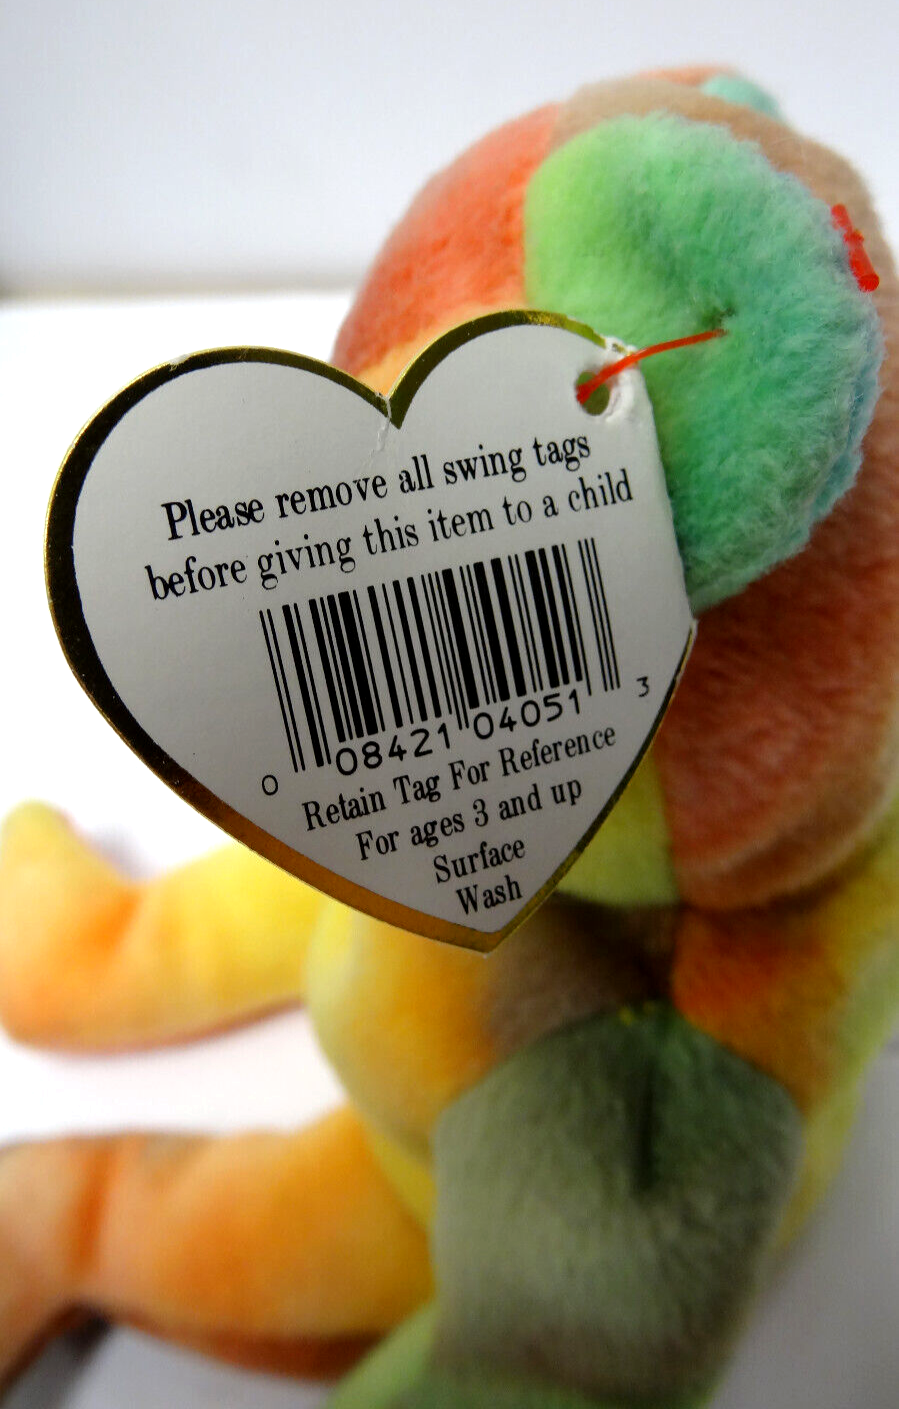 Please remove all swing tags
before giving this item to a child
0 08421 04051 3
Retain Tag For Reference
For ages 3 and up
Surface
Wash